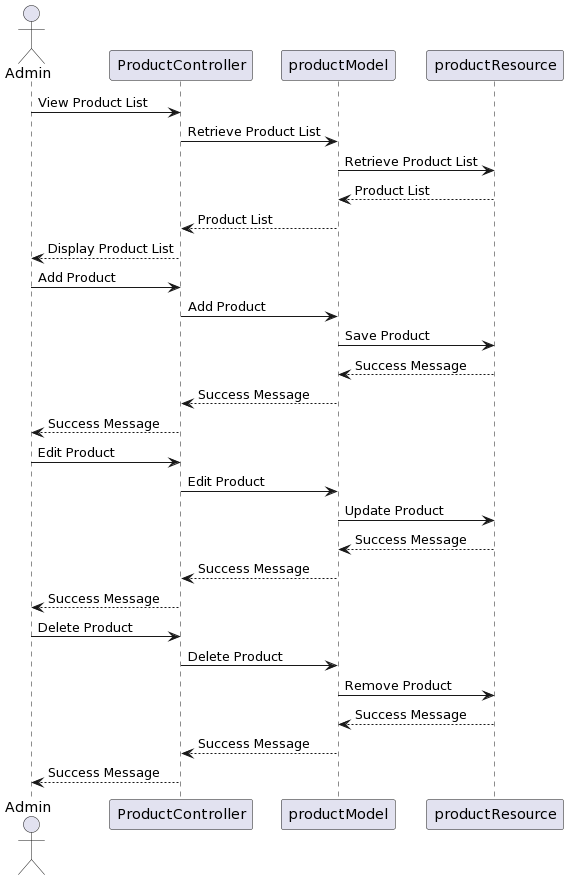 Admin
ProductController
productModel
productResource
View Product List
Retrieve Product List
Retrieve Product List
Product List
Product List
Display Product List
Add Product
Add Product
Save Product
Success Message
Success Message
Success Message
Edit Product
Edit Product
Update Product
Success Message
Success Message
Success Message
Delete Product
Delete Product
Remove Product
Success Message
Success Message
Success Message
Admin
ProductController
productModel
productResource